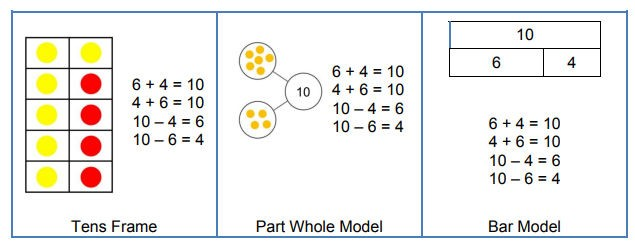 6 + 4 = 10
4 + 6 = 10
10 – 4 = 6
10 – 6 = 4
Tens Frame
10
6 + 4 = 10
4 + 6 = 10
10 – 4 = 6
10 – 6 = 4
Part Whole Model
10
6 4
6 + 4 = 10
4 + 6 = 10
10 – 4 = 6
10 – 6 = 4
Bar Model